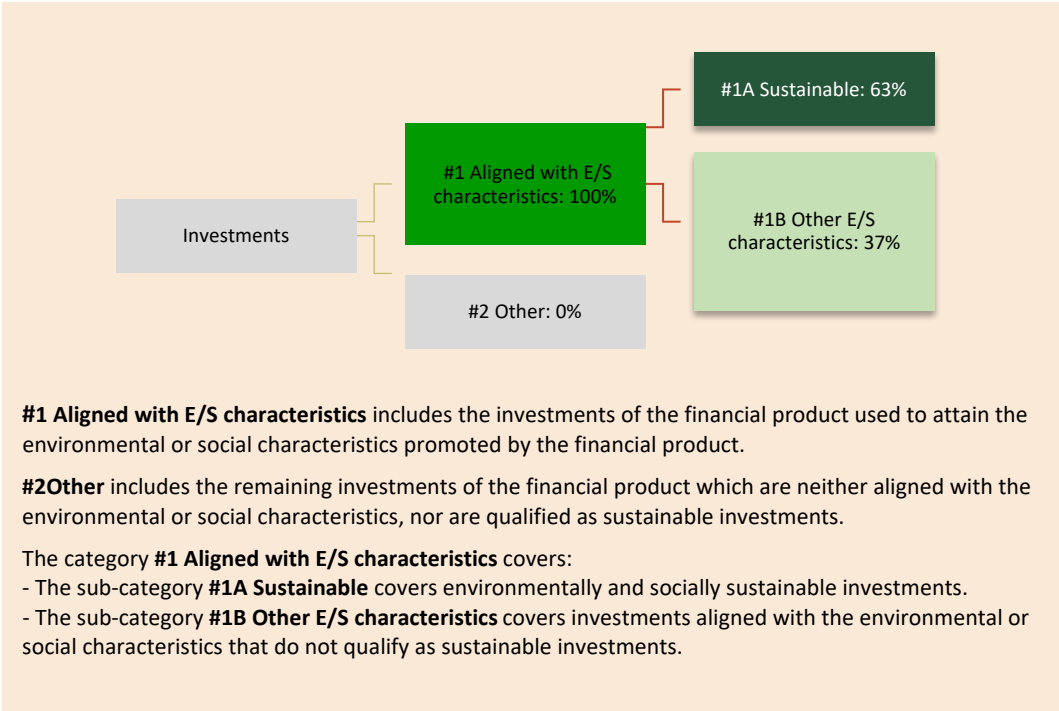 #1A Sustainable: 63%
#1 Aligned with E/S
characteristics: 100%
#1B Other E/S
characteristics: 37%
Investments
#2 Other: 0%
#1 Aligned with E/S characteristics includes the investments of the financial product used to attain the
environmental or social characteristics promoted by the financial product.
#2Other includes the remaining investments of the financial product which are neither aligned with the
environmental or social characteristics, nor are qualified as sustainable investments.
The category #1 Aligned with E/S characteristics covers:
- The sub-category #1A Sustainable covers environmentally and socially sustainable investments.
- The sub-category #1B Other E/S characteristics covers investments aligned with the environmental or
social characteristics that do not qualify as sustainable investments.